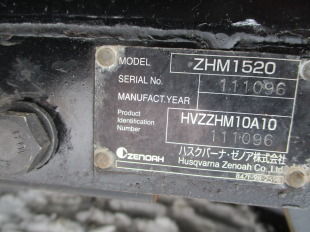 MODEL ZHM1520
SERIAL No. 111096
MANUFACT.YEAR
Product Identification Number HVZZHM10A10
111096
ZENOAH ハスクバーナ・ゼノア株式会社
Husqvarna Zenoah Co.,Ltd